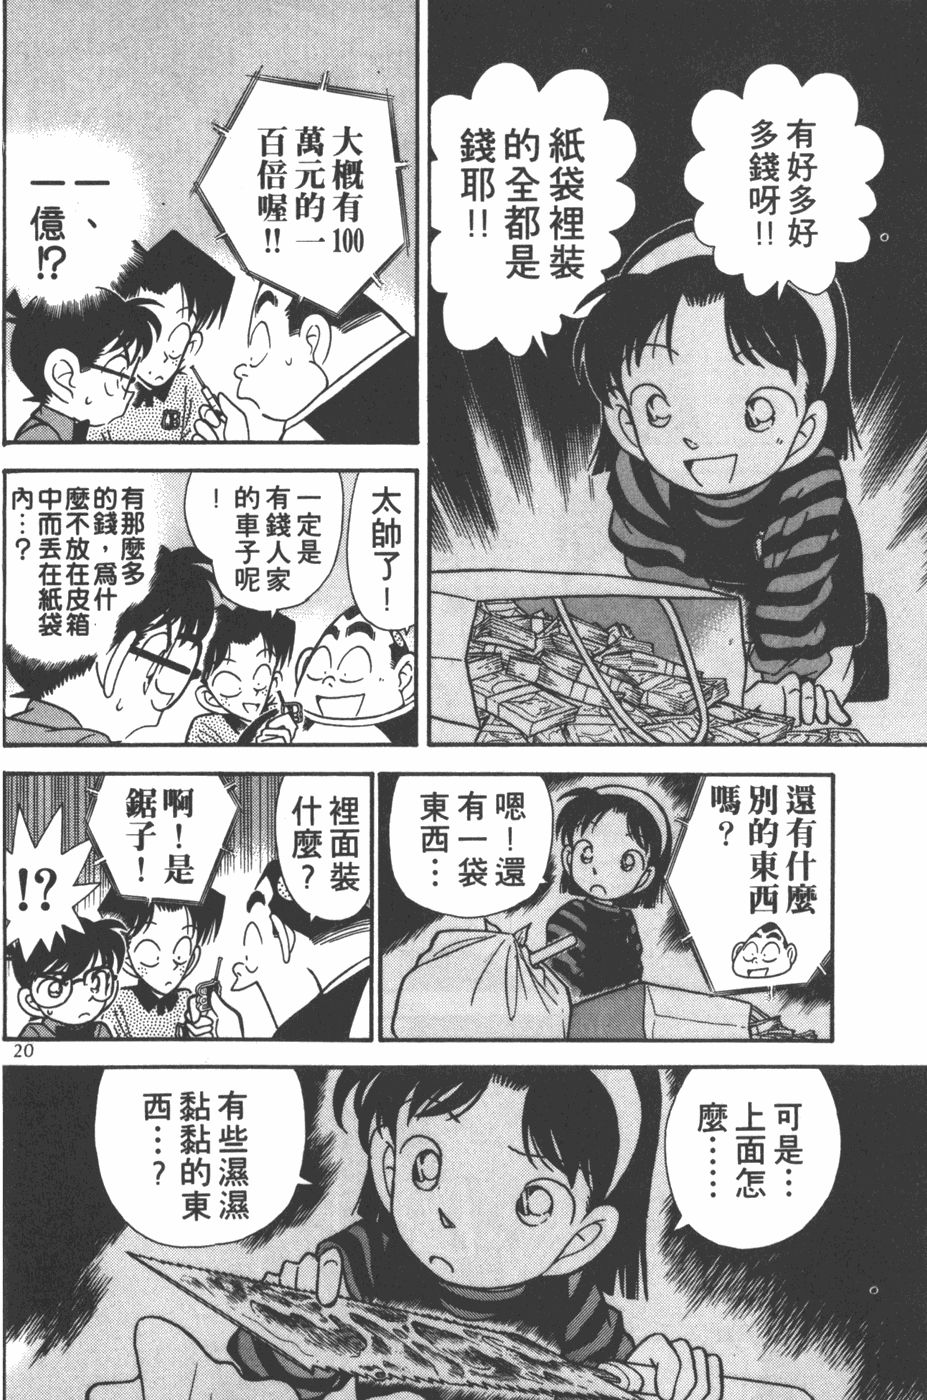 有好多好
多錢呀!!
紙袋裡裝
的全都是
錢耶!!
大概有100
萬元的一
百倍喔!!
一、
一億!?
太帥了!
一定是
有錢人家
的車子呢
!
有那麼多
的錢，為什
麼不放在皮箱
中而丟在紙袋
內…?
還有什麼
別的東西
嗎?
嗯!還
有一袋
東西…
裡面裝
什麼?
啊!是
鋸子!
!?
20
可是…
上面怎
麼……
有些濕濕
黏黏的東
西…?